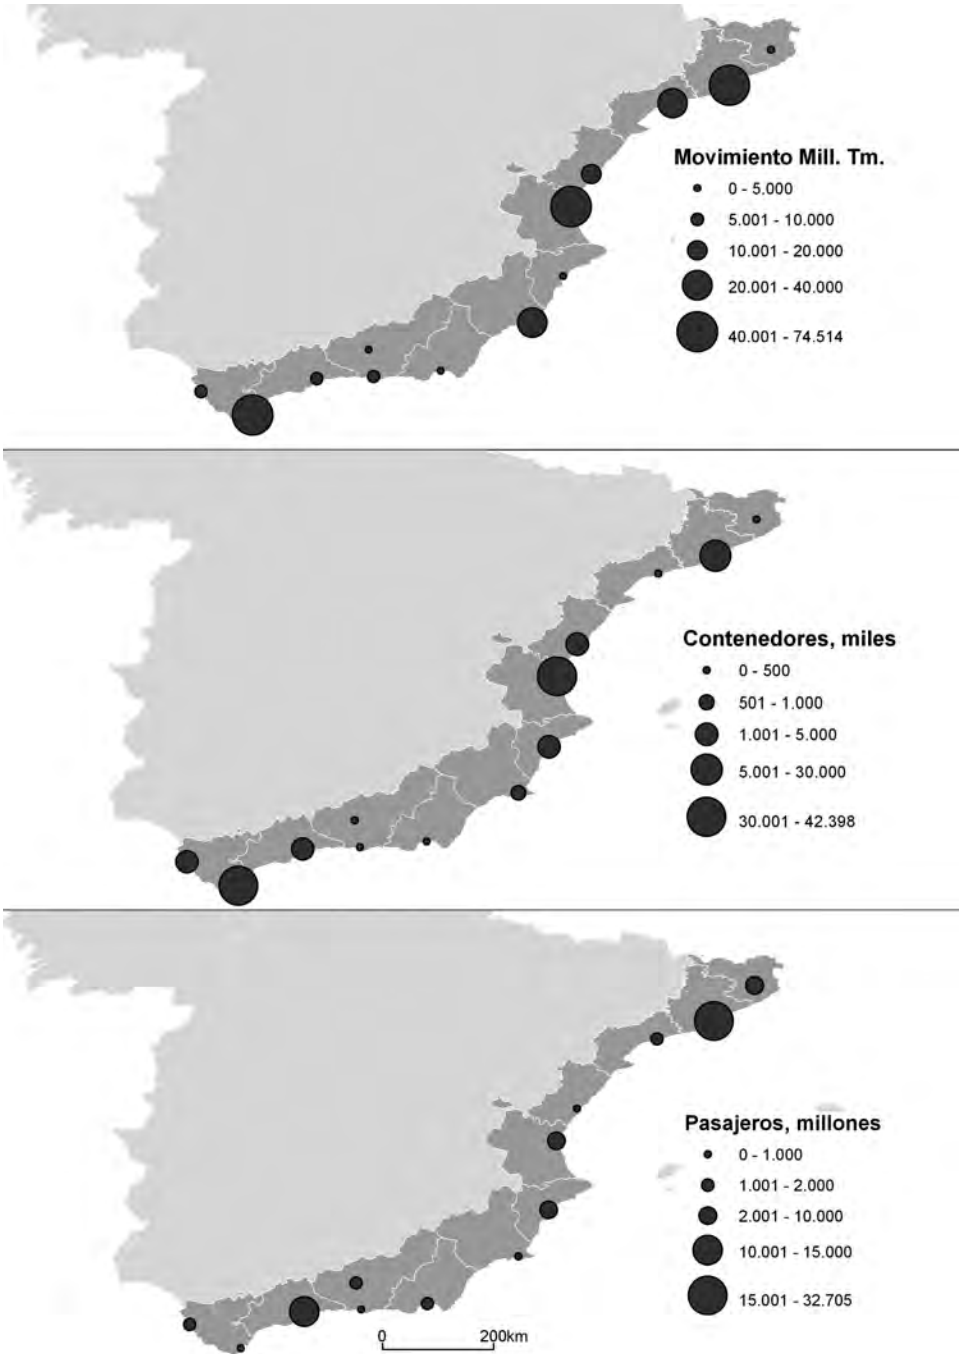 Movimiento Mill. Tm.
0 - 5.000
5.001 - 10.000
10.001 - 20.000
20.001 - 40.000
40.001 - 74.514
Contenedores, miles
0 - 500
501 - 1.000
1.001 - 5.000
5.001 - 30.000
30.001 - 42.398
Pasajeros, millones
0 - 1.000
1.001 - 2.000
2.001 - 10.000
10.001 - 15.000
15.001 - 32.705
0 200km